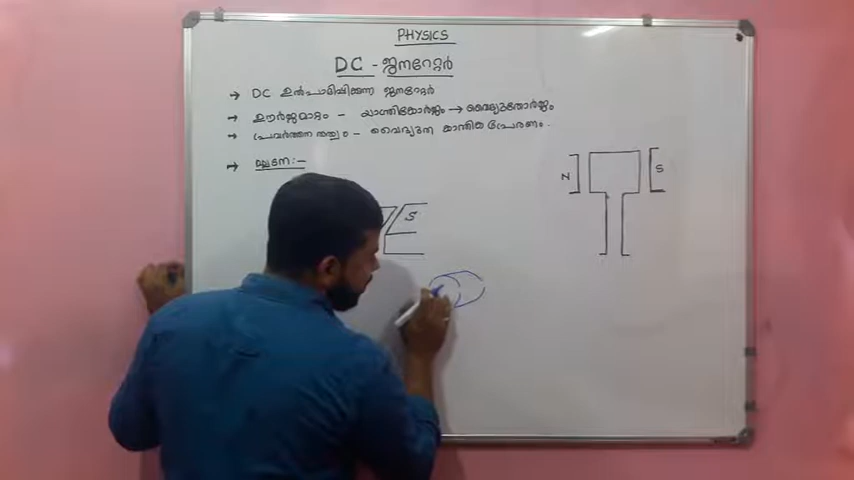 PHYSICS
DC - ജനറേറ്റർ
→ DC ഉൽപാദിപ്പിക്കുന്ന ജനറേറ്റർ
→ ഊർജമാറ്റം - യാന്ത്രികോർജം → വൈദ്യുതോർജം
→ പ്രവർത്തന തത്വം - വൈദ്യുത കാന്തിക പ്രേരണം.
→ ഘടന :-
N S
S